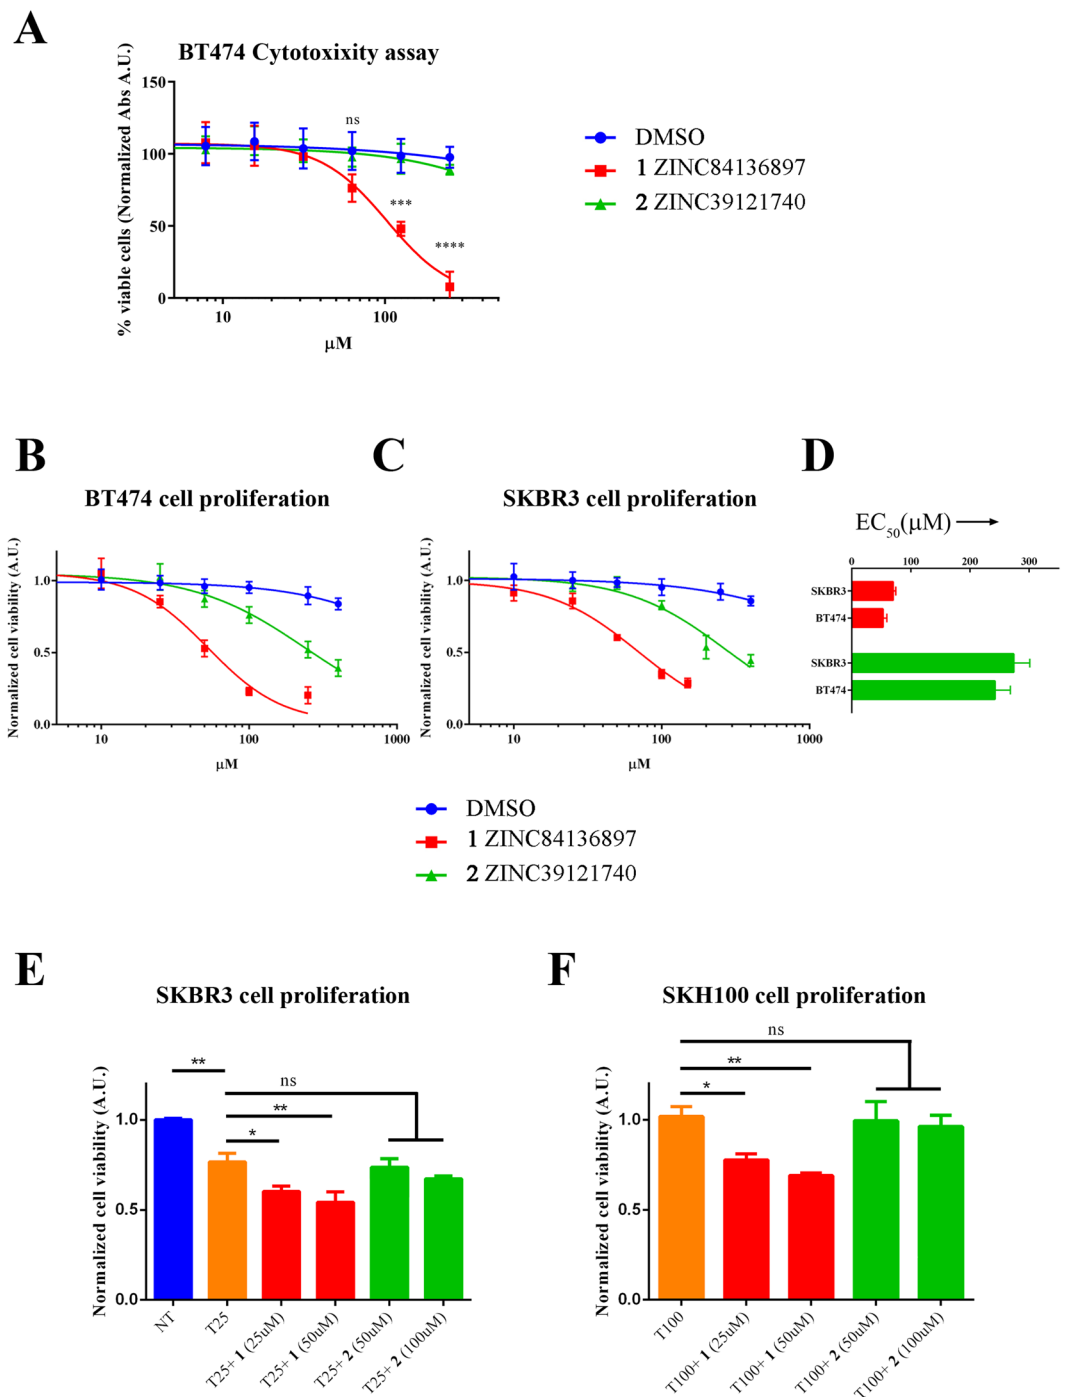 A
BT474 Cytotoxixity assay
% viable cells (Normalized Abs A.U.)
150
100
50
0
ns
***
****
10
100
μM
DMSO
1 ZINC84136897
2 ZINC39121740
B
BT474 cell proliferation
Normalized cell viability (A.U.)
1.0
0.5
0.0
10
100
1000
μM
C
SKBR3 cell proliferation
Normalized cell viability (A.U.)
1.0
0.5
0.0
10
100
1000
μM
D
EC50(μM)
0
100
200
300
SKBR3
BT474
SKBR3
BT474
DMSO
1 ZINC84136897
2 ZINC39121740
E
SKBR3 cell proliferation
Normalized cell viability (A.U.)
1.0
0.5
0.0
**
ns
**
*
NT
T25
T25+ 1 (25uM)
T25+ 1 (50uM)
T25+ 2 (50uM)
T25+ 2 (100uM)
F
SKH100 cell proliferation
Normalized cell viability (A.U.)
1.0
0.5
0.0
ns
**
*
T100
T100+ 1 (25uM)
T100+ 1 (50uM)
T100+ 2 (50uM)
T100+ 2 (100uM)